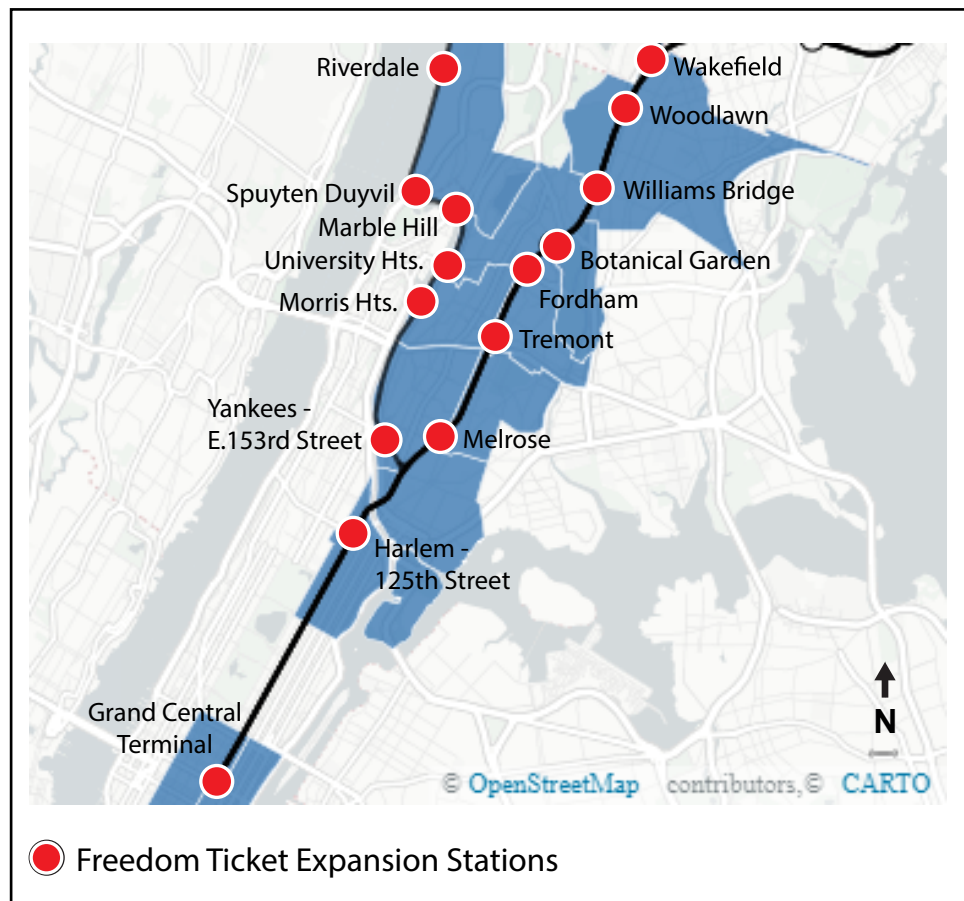 Riverdale
Wakefield
Woodlawn
Spuyten Duyvil
Williams Bridge
Marble Hill
University Hts.
Botanical Garden
Morris Hts.
Fordham
Tremont
Yankees -
E.153rd Street
Melrose
Harlem -
125th Street
Grand Central
Terminal
N
© OpenStreetMap contributors, © CARTO
Freedom Ticket Expansion Stations